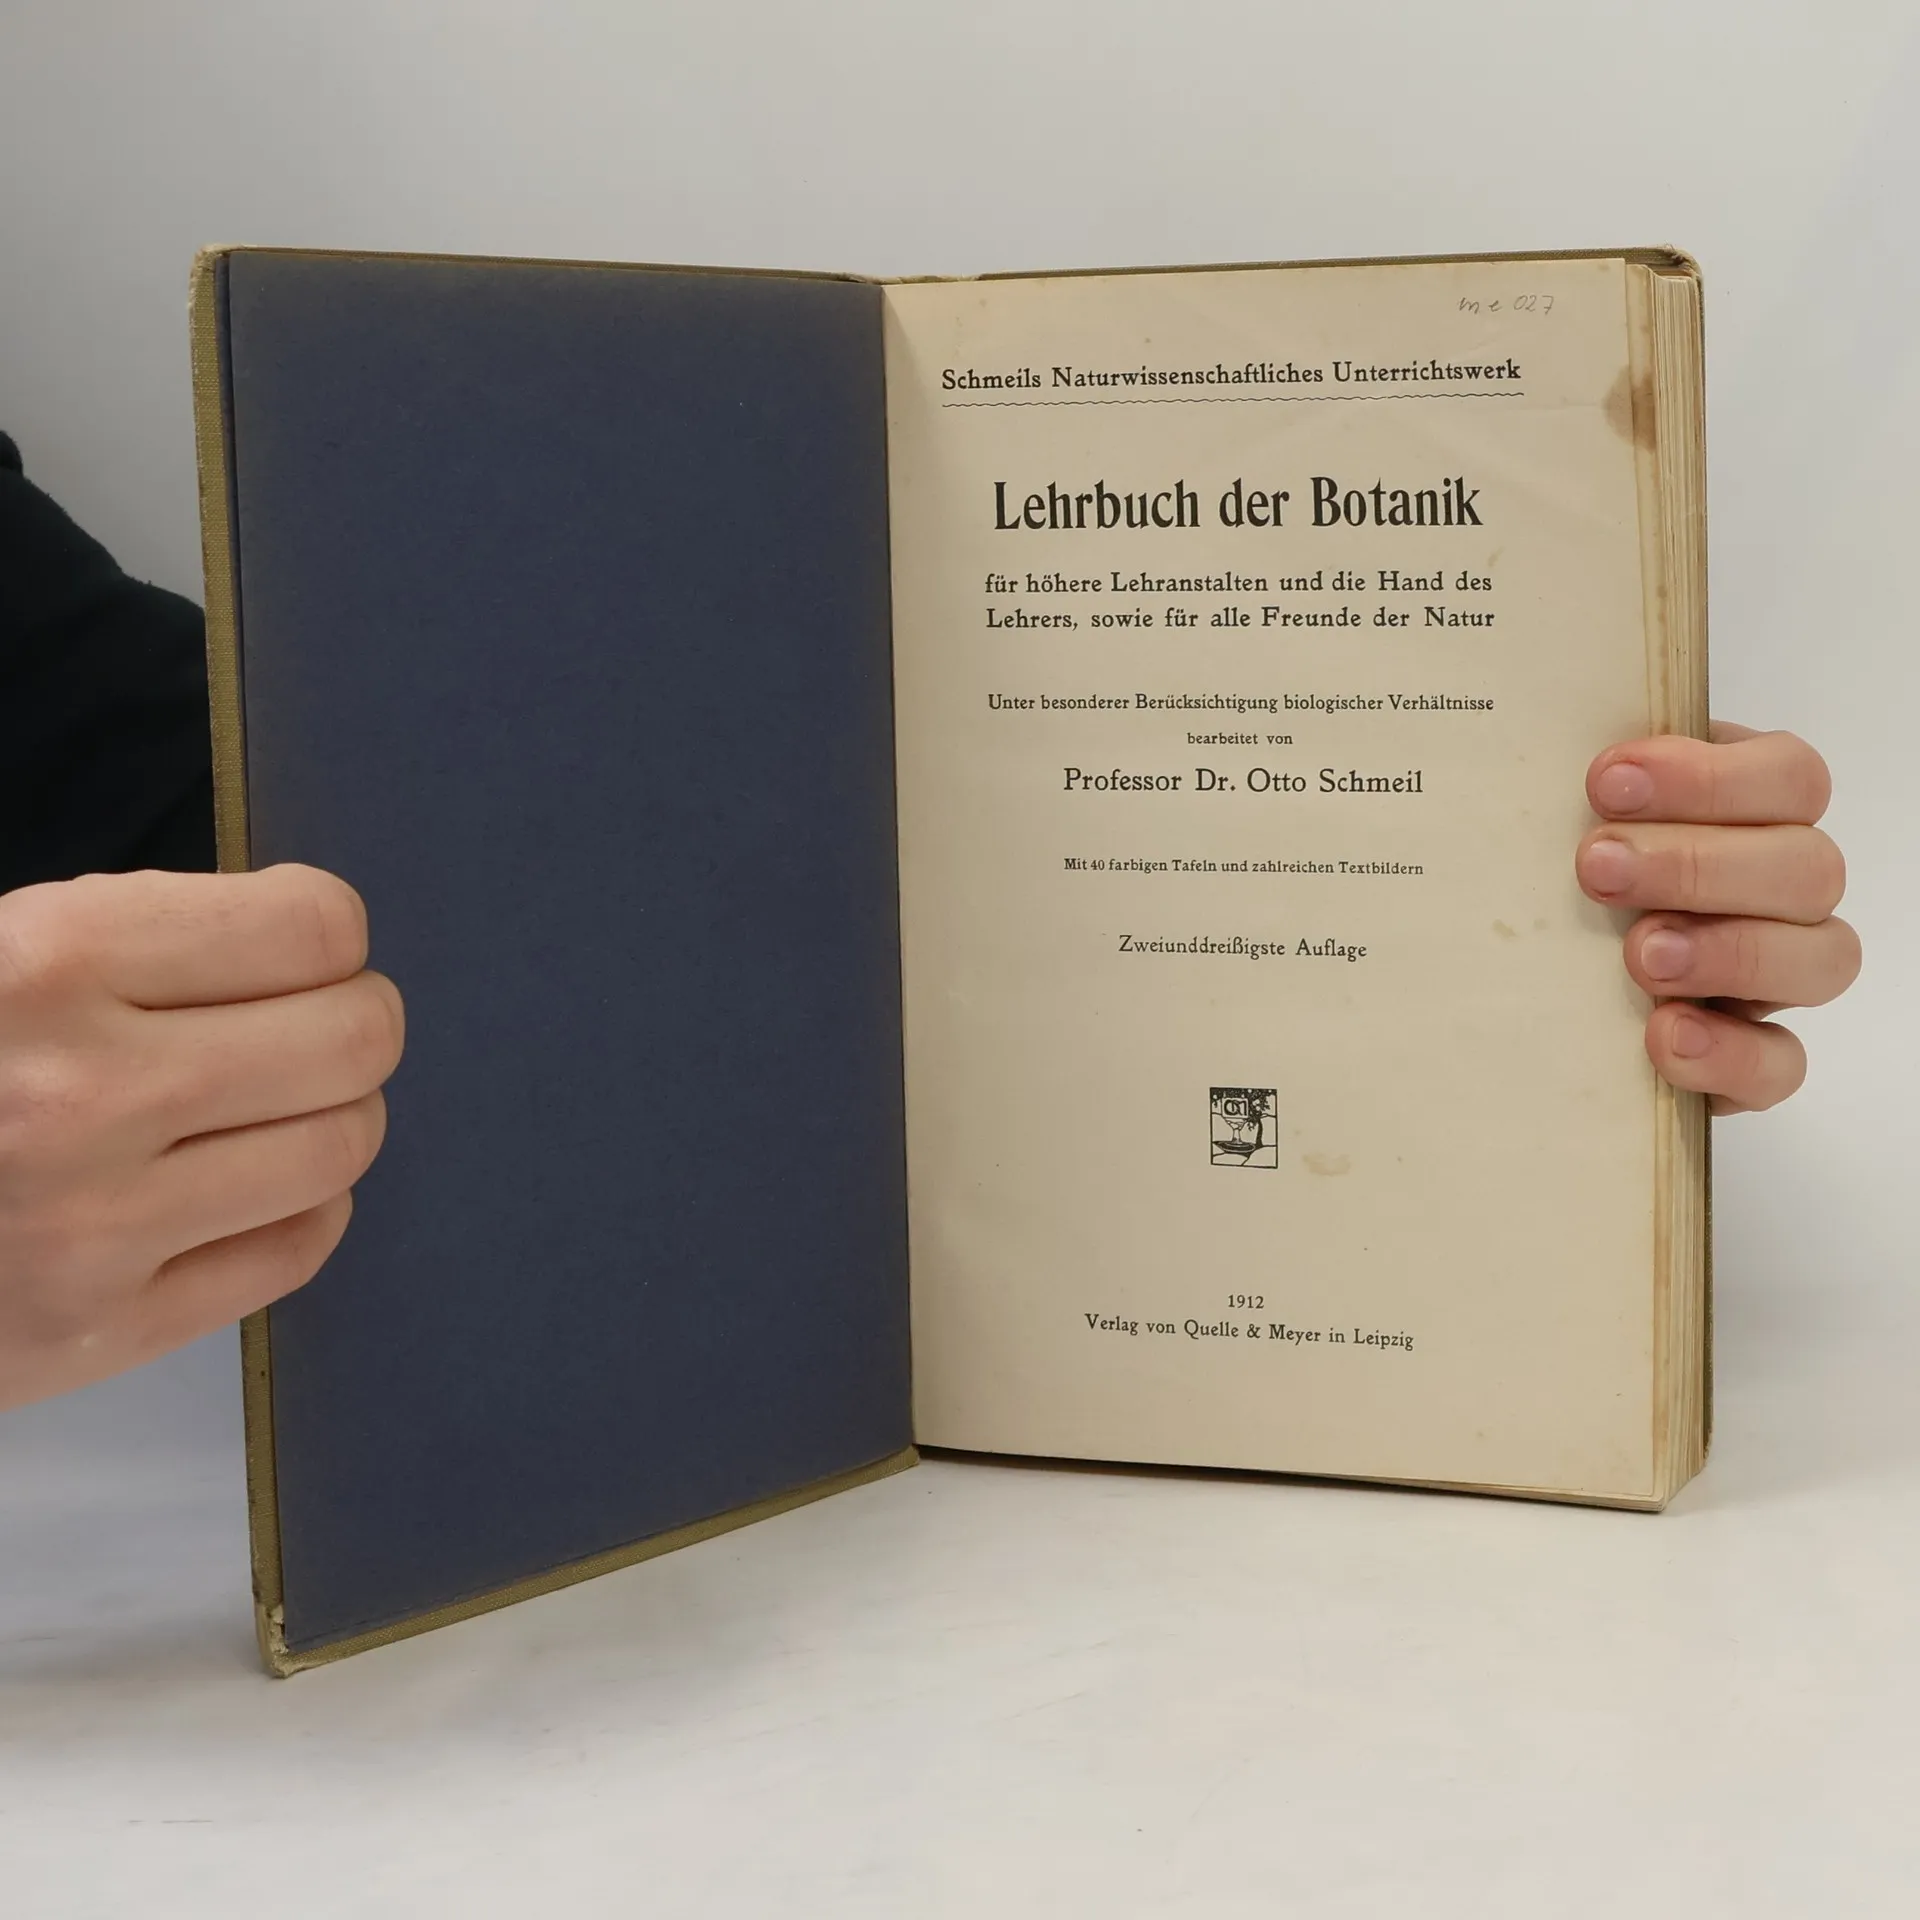 m e 027
Schmeils Naturwissenschaftliches Unterrichtswerk
Lehrbuch der Botanik
für höhere Lehranstalten und die Hand des
Lehrers, sowie für alle Freunde der Natur
Unter besonderer Berücksichtigung biologischer Verhältnisse
bearbeitet von
Professor Dr. Otto Schmeil
Mit 40 farbigen Tafeln und zahlreichen Textbildern
Zweiunddreißigste Auflage
1912
Verlag von Quelle & Meyer in Leipzig